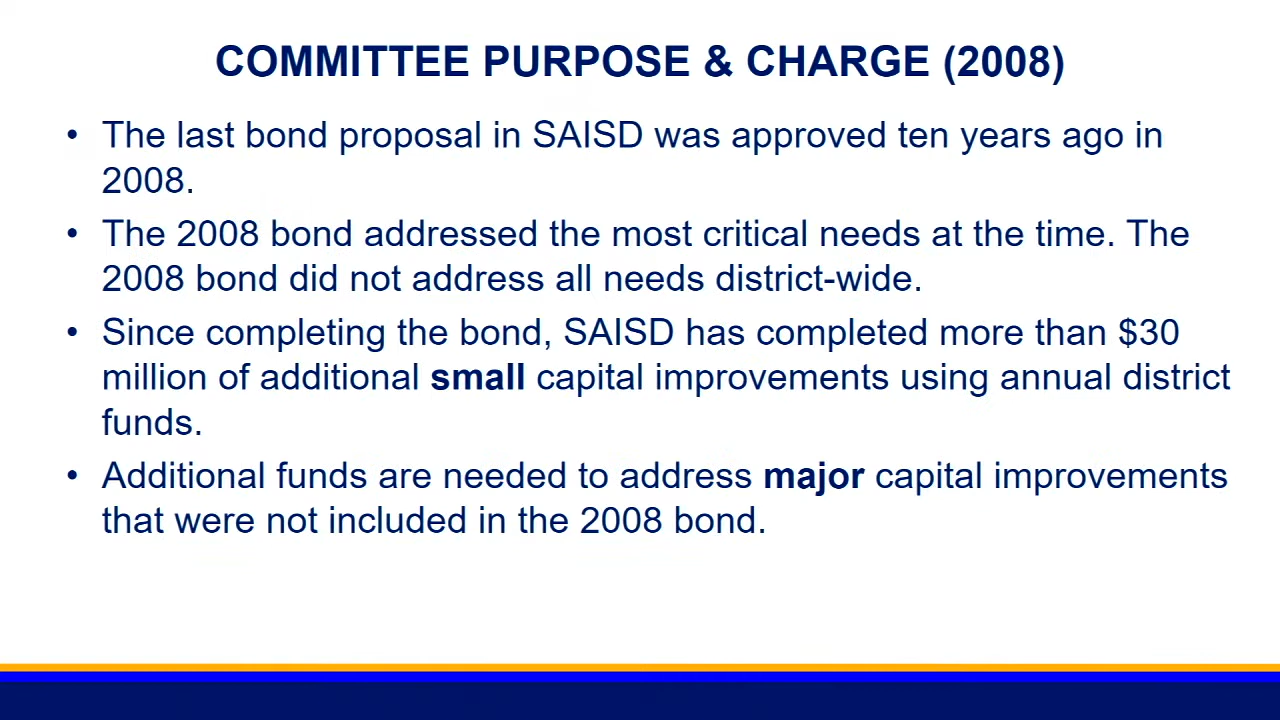 COMMITTEE PURPOSE & CHARGE (2008)
• The last bond proposal in SAISD was approved ten years ago in
2008.
• The 2008 bond addressed the most critical needs at the time. The
2008 bond did not address all needs district-wide.
• Since completing the bond, SAISD has completed more than $30
million of additional small capital improvements using annual district
funds.
• Additional funds are needed to address major capital improvements
that were not included in the 2008 bond.